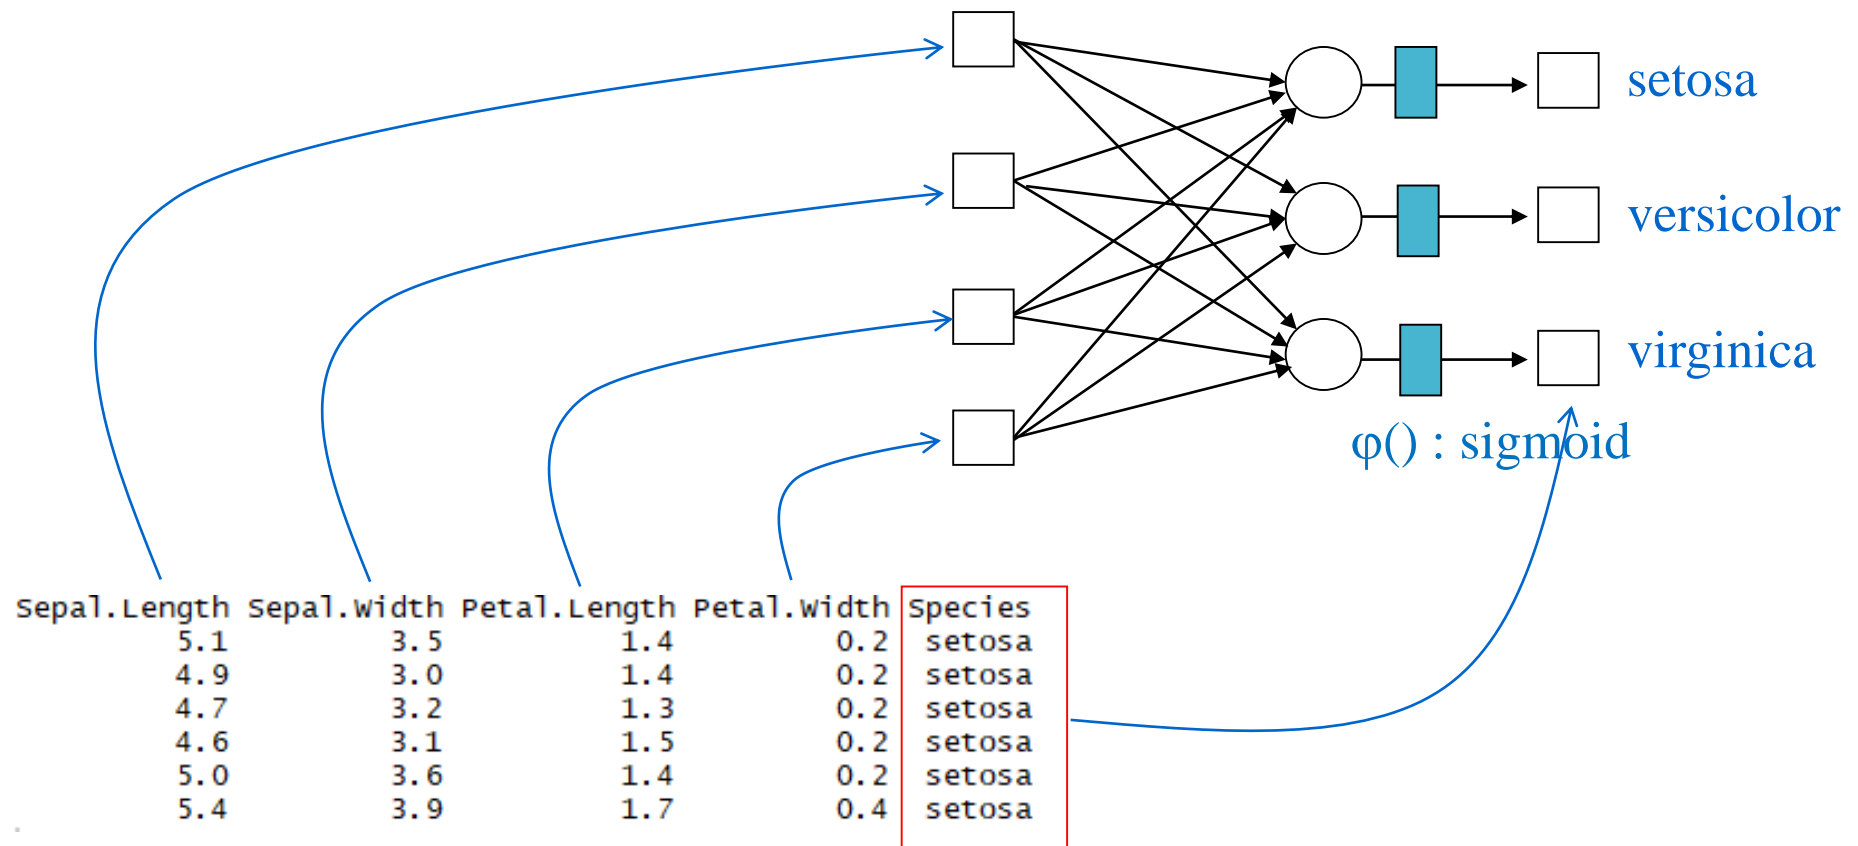 setosa
versicolor
virginica
φ() : sigmoid
Sepal.Length Sepal.Width Petal.Length Petal.Width Species
5.1 3.5 1.4 0.2 setosa
4.9 3.0 1.4 0.2 setosa
4.7 3.2 1.3 0.2 setosa
4.6 3.1 1.5 0.2 setosa
5.0 3.6 1.4 0.2 setosa
5.4 3.9 1.7 0.4 setosa